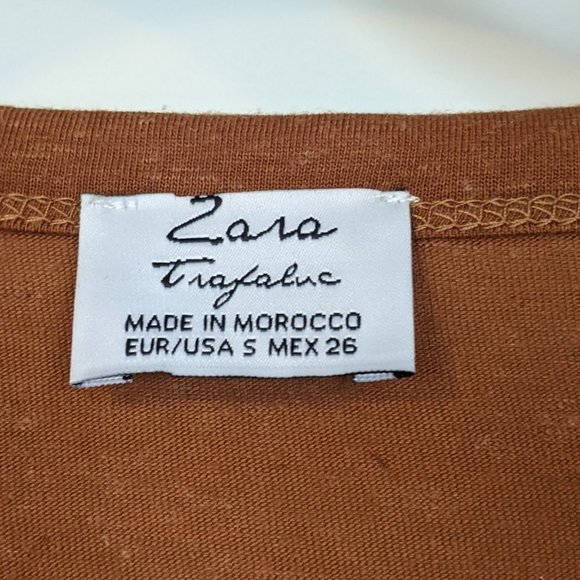 Zara
Trafaluc
MADE IN MOROCCO
EUR/USA S MEX 26